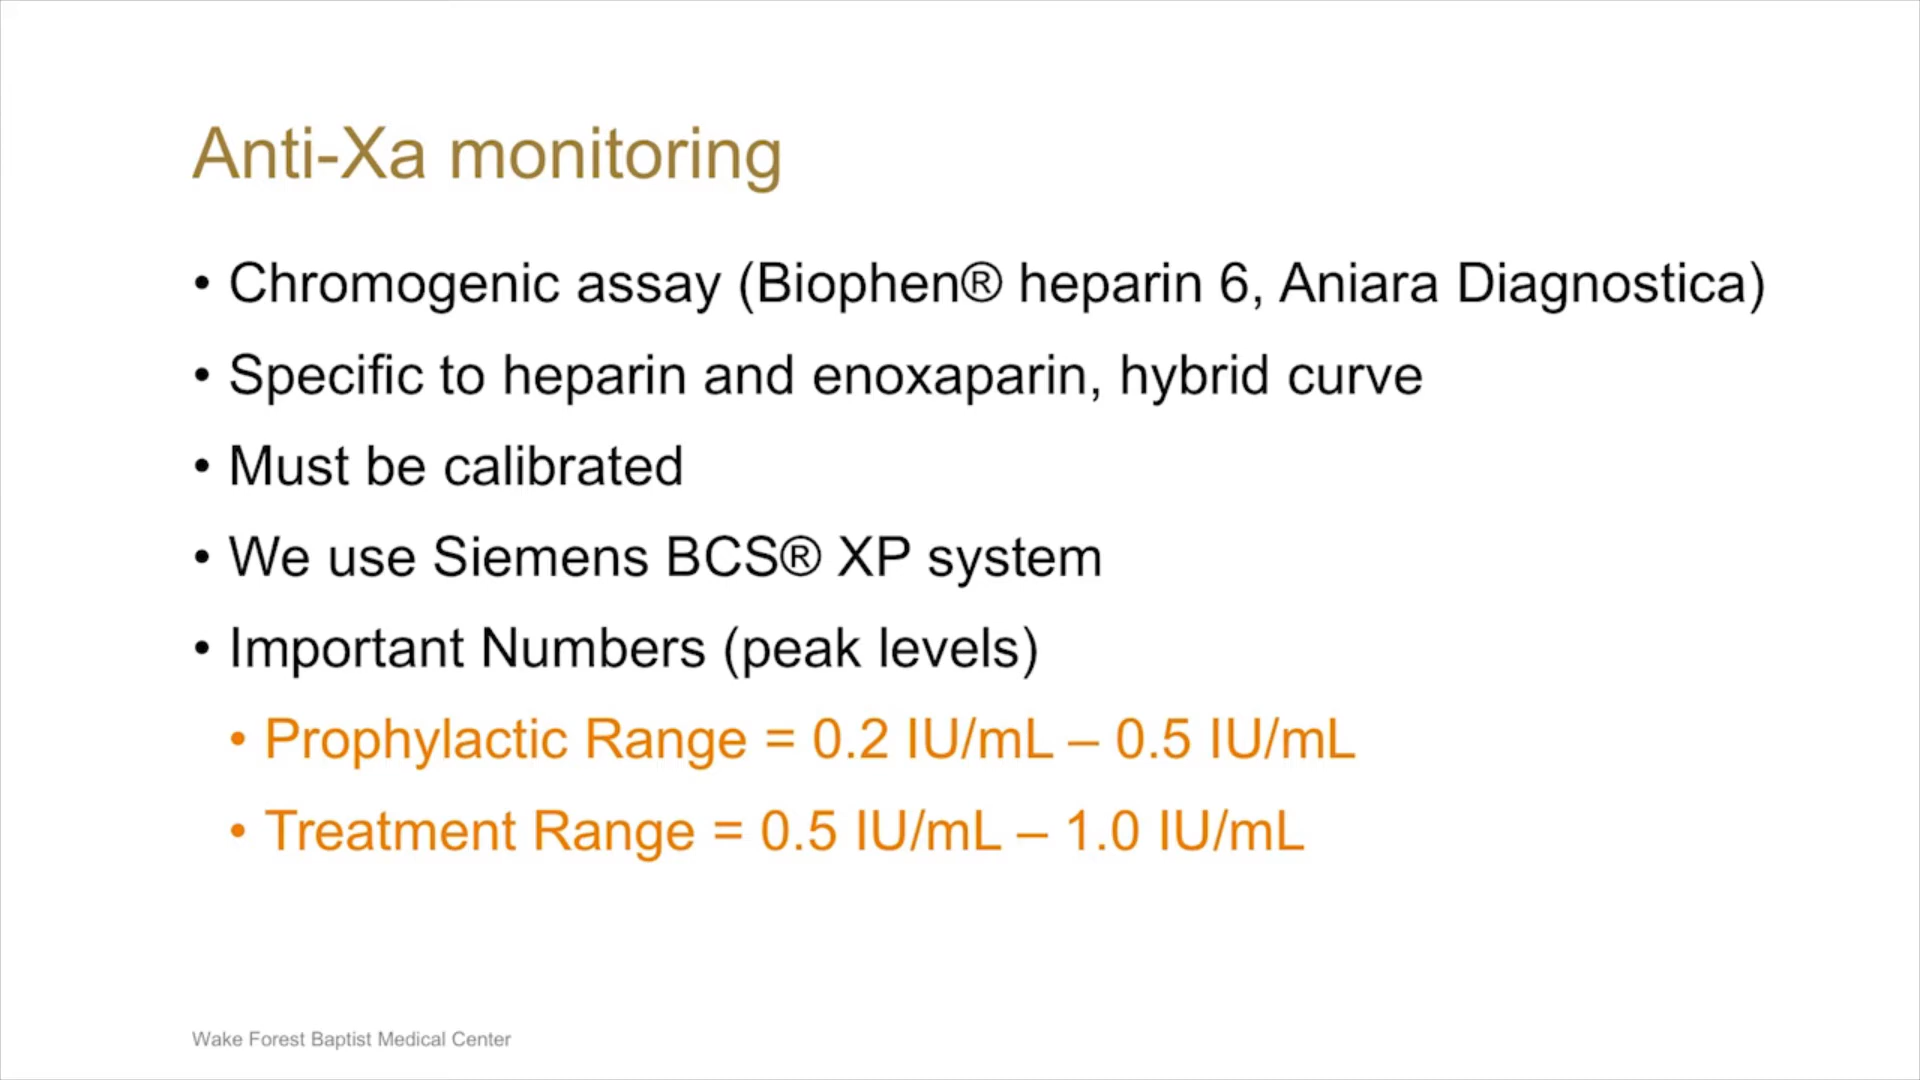 Anti-Xa monitoring
• Chromogenic assay (Biophen® heparin 6, Aniara Diagnostica)
• Specific to heparin and enoxaparin, hybrid curve
• Must be calibrated
• We use Siemens BCS® XP system
• Important Numbers (peak levels)
• Prophylactic Range = 0.2 IU/mL – 0.5 IU/mL
• Treatment Range = 0.5 IU/mL – 1.0 IU/mL
Wake Forest Baptist Medical Center